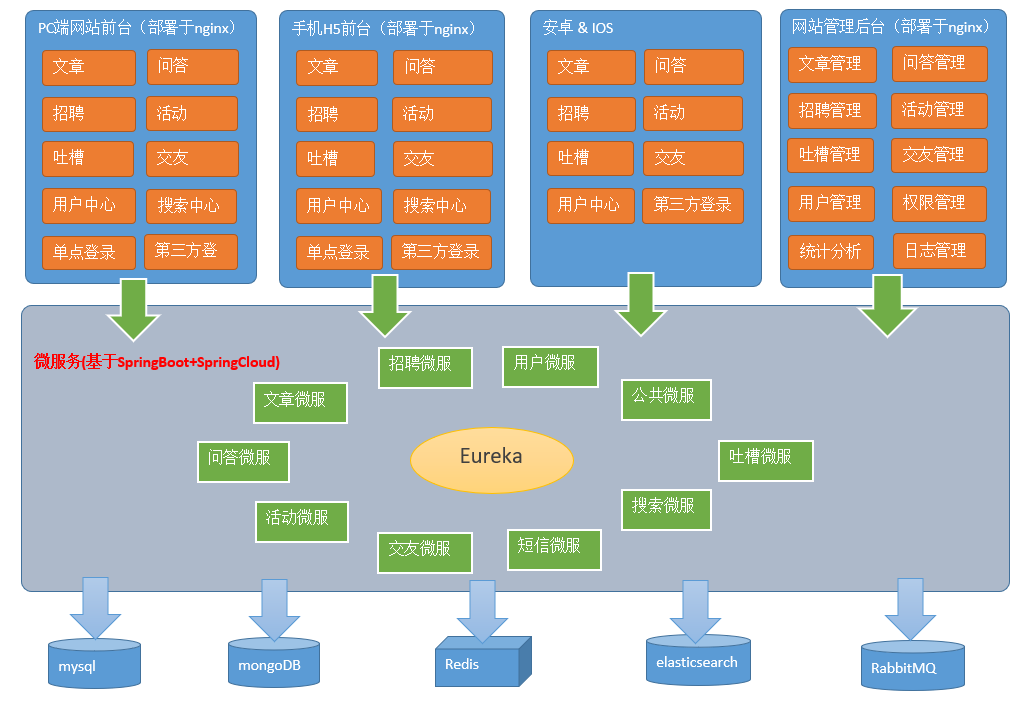 PC端网站前台（部署于nginx）
文章
问答
招聘
活动
吐槽
交友
用户中心
搜索中心
单点登录
第三方登
手机H5前台（部署于nginx）
文章
问答
招聘
活动
吐槽
交友
用户中心
搜索中心
单点登录
第三方登录
安卓 & IOS
文章
问答
招聘
活动
吐槽
交友
用户中心
第三方登录
网站管理后台（部署于nginx）
文章管理
问答管理
招聘管理
活动管理
吐槽管理
交友管理
用户管理
权限管理
统计分析
日志管理
微服务(基于SpringBoot+SpringCloud)
招聘微服
用户微服
文章微服
公共微服
问答微服
Eureka
吐槽微服
活动微服
搜索微服
交友微服
短信微服
mysql
mongoDB
Redis
elasticsearch
RabbitMQ